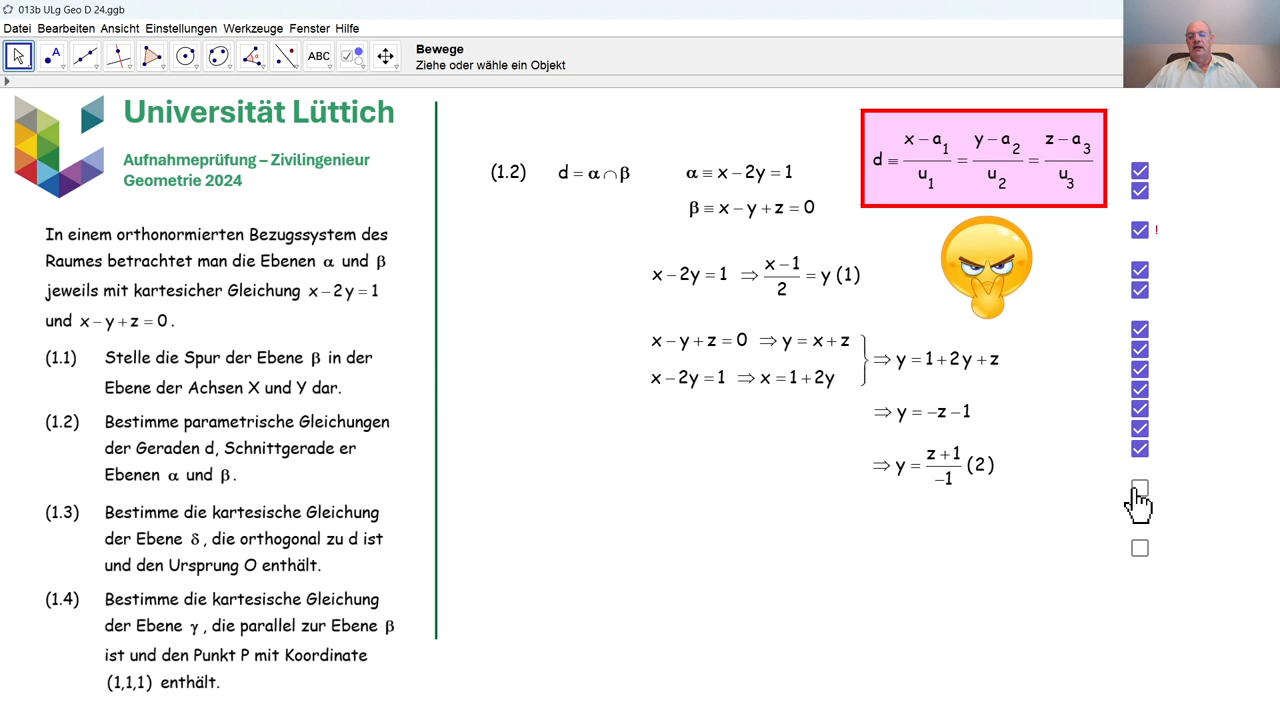 013b ULg Geo D 24.ggb
Datei Bearbeiten Ansicht Einstellungen Werkzeuge Fenster Hilfe
A ABC
Bewege
Ziehe oder wähle ein Objekt
Universität Lüttich
Aufnahmeprüfung – Zivilingenieur
Geometrie 2024
In einem orthonormierten Bezugssystem des
Raumes betrachtet man die Ebenen α und β
jeweils mit kartesicher Gleichung x − 2y = 1
und x − y + z = 0.
(1.1) Stelle die Spur der Ebene β in der
Ebene der Achsen X und Y dar.
(1.2) Bestimme parametrische Gleichungen
der Geraden d, Schnittgerade er
Ebenen α und β.
(1.3) Bestimme die kartesische Gleichung
der Ebene δ, die orthogonal zu d ist
und den Ursprung O enthält.
(1.4) Bestimme die kartesische Gleichung
der Ebene γ, die parallel zur Ebene β
ist und den Punkt P mit Koordinate
(1,1,1) enthält.
(1.2) d = α ∩ β α ≡ x − 2y = 1
β ≡ x − y + z = 0
d ≡ (x − a₁)/u₁ = (y − a₂)/u₂ = (z − a₃)/u₃
x − 2y = 1 ⇒ (x − 1)/2 = y (1)
x − y + z = 0 ⇒ y = x + z
x − 2y = 1 ⇒ x = 1 + 2y
⇒ y = 1 + 2y + z
⇒ y = −z − 1
⇒ y = (z + 1)/−1 (2)
!